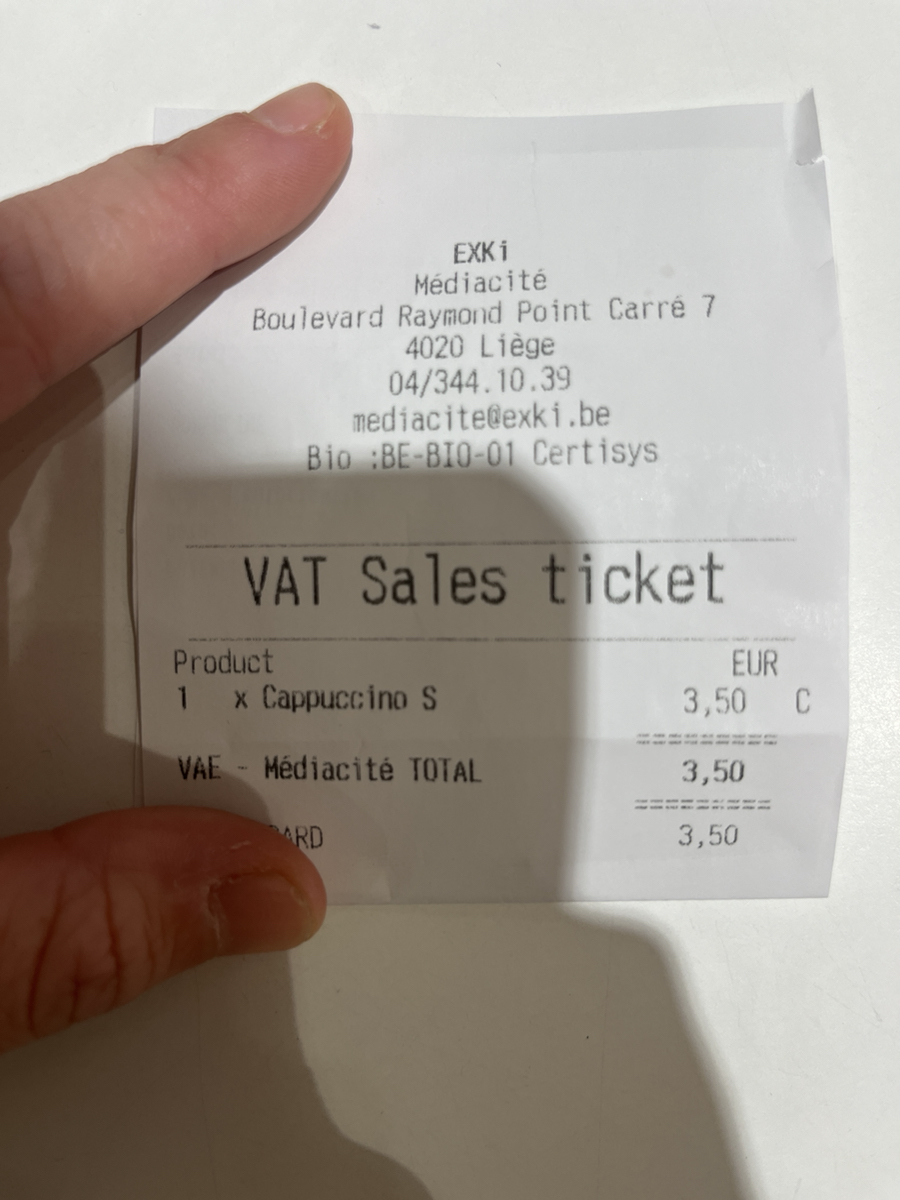 EXKi
Médiacité
Boulevard Raymond Point Carré 7
4020 Liège
04/344.10.39
mediacite@exki.be
Bio :BE-BIO-01 Certisys
VAT Sales ticket
Product EUR
1 x Cappuccino S 3,50 C
VAE - Médiacité TOTAL 3,50
3,50